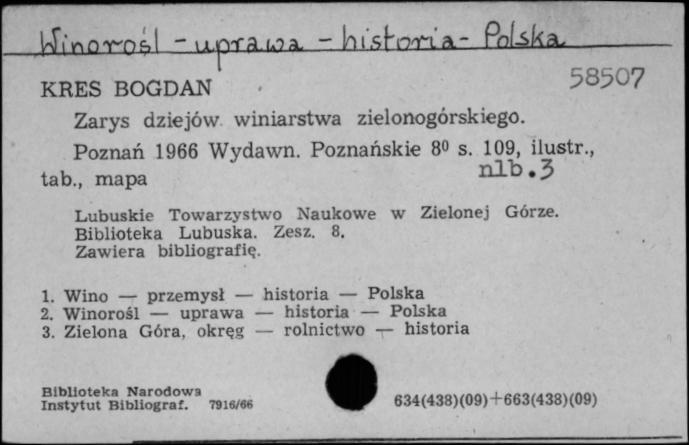 Winorośl - uprawa - historia - Polska
58507
KRES BOGDAN
Zarys dziejów winiarstwa zielonogórskiego.
Poznań 1966 Wydawn. Poznańskie 8⁰ s. 109, ilustr.,
tab., mapa nlb. 3
Lubuskie Towarzystwo Naukowe w Zielonej Górze.
Biblioteka Lubuska. Zesz. 8.
Zawiera bibliografię.
1. Wino — przemysł — historia — Polska
2. Winorośl — uprawa — historia — Polska
3. Zielona Góra, okręg — rolnictwo — historia
Biblioteka Narodowa
Instytut Bibliograf. 7916/66 634(438)(09)+663(438)(09)